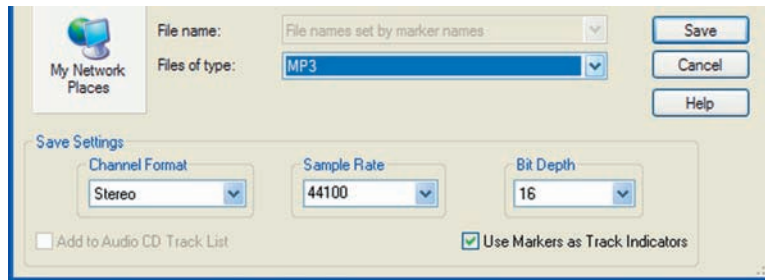 File name:
File names set by marker names
Save
My Network
Places
Files of type:
MP3
Cancel
Help
Save Settings
Channel Format
Sample Rate
Bit Depth
Stereo
44100
16
Add to Audio CD Track List
Use Markers as Track Indicators